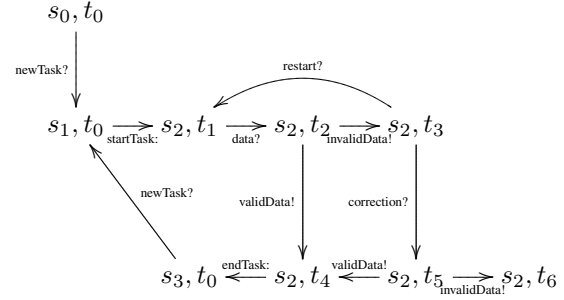 s0, t0
newTask?
restart?
s1, t0 startTask: s2, t1 data? s2, t2 invalidData! s2, t3
newTask? validData! correction?
s3, t0 endTask: s2, t4 validData! s2, t5 invalidData! s2, t6